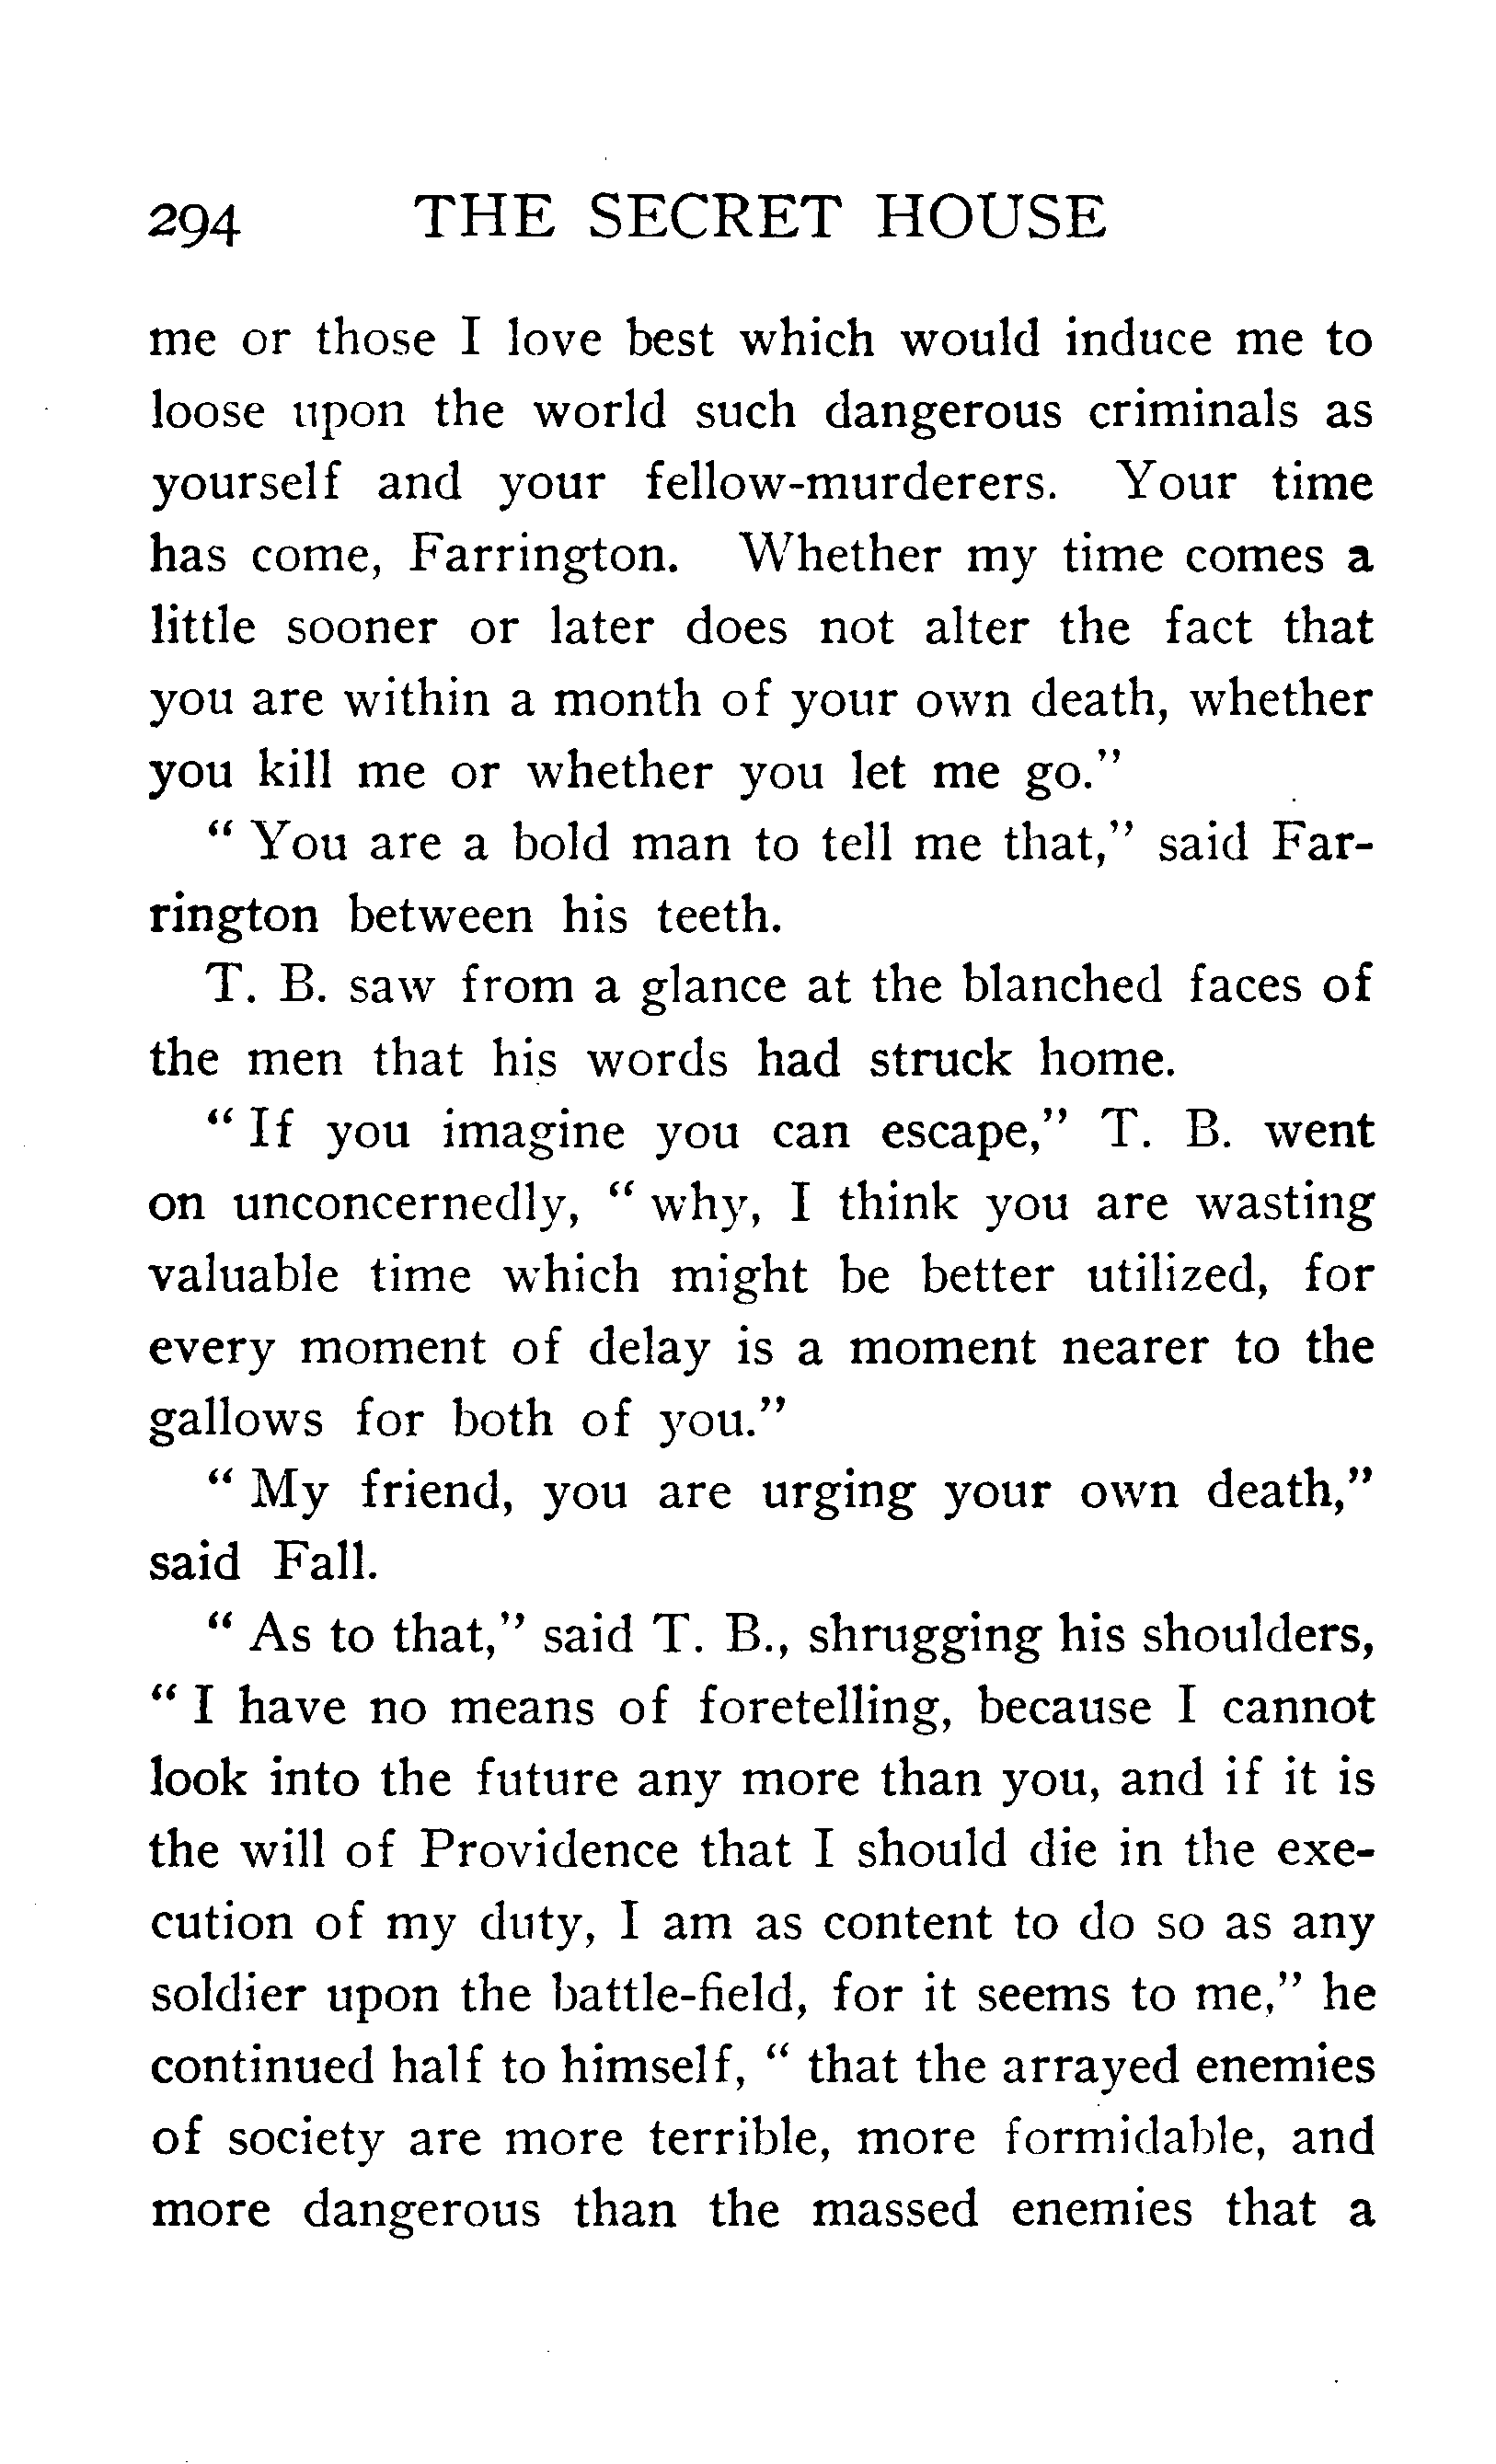 294 THE SECRET HOUSE
me or those I love best which would induce me to
loose upon the world such dangerous criminals as
yourself and your fellow-murderers. Your time
has come, Farrington. Whether my time comes a
little sooner or later does not alter the fact that
you are within a month of your own death, whether
you kill me or whether you let me go."
" You are a bold man to tell me that," said Far-
rington between his teeth.
T. B. saw from a glance at the blanched faces of
the men that his words had struck home.
" If you imagine you can escape," T. B. went
on unconcernedly, " why, I think you are wasting
valuable time which might be better utilized, for
every moment of delay is a moment nearer to the
gallows for both of you."
" My friend, you are urging your own death,"
said Fall.
" As to that," said T. B., shrugging his shoulders,
" I have no means of foretelling, because I cannot
look into the future any more than you, and if it is
the will of Providence that I should die in the exe-
cution of my duty, I am as content to do so as any
soldier upon the battle-field, for it seems to me," he
continued half to himself, " that the arrayed enemies
of society are more terrible, more formidable, and
more dangerous than the massed enemies that a